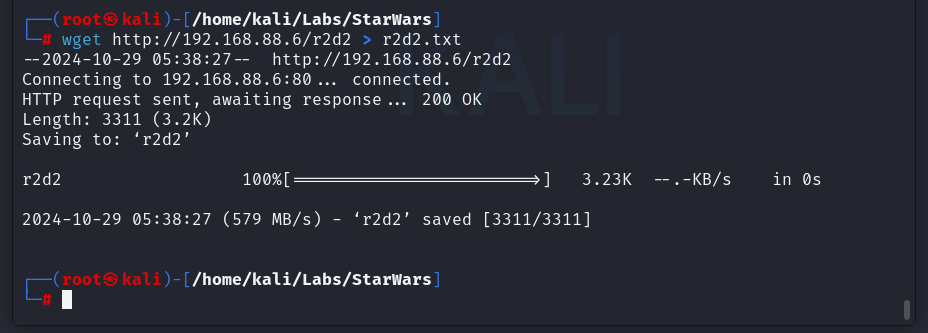 ┌──(root㉿kali)-[/home/kali/Labs/StarWars]
└─# wget http://192.168.88.6/r2d2 > r2d2.txt
--2024-10-29 05:38:27-- http://192.168.88.6/r2d2
Connecting to 192.168.88.6:80... connected.
HTTP request sent, awaiting response... 200 OK
Length: 3311 (3.2K)
Saving to: ‘r2d2’
r2d2 100%[========================>] 3.23K --.-KB/s in 0s
2024-10-29 05:38:27 (579 MB/s) - ‘r2d2’ saved [3311/3311]
┌──(root㉿kali)-[/home/kali/Labs/StarWars]
└─#
KALI